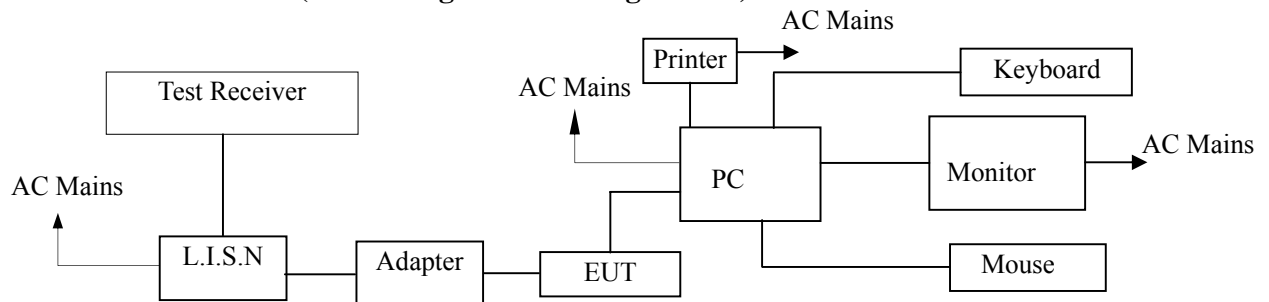 AC Mains
Printer
Keyboard
Test Receiver
AC Mains
AC Mains
PC
Monitor
AC Mains
L.I.S.N
Adapter
EUT
Mouse